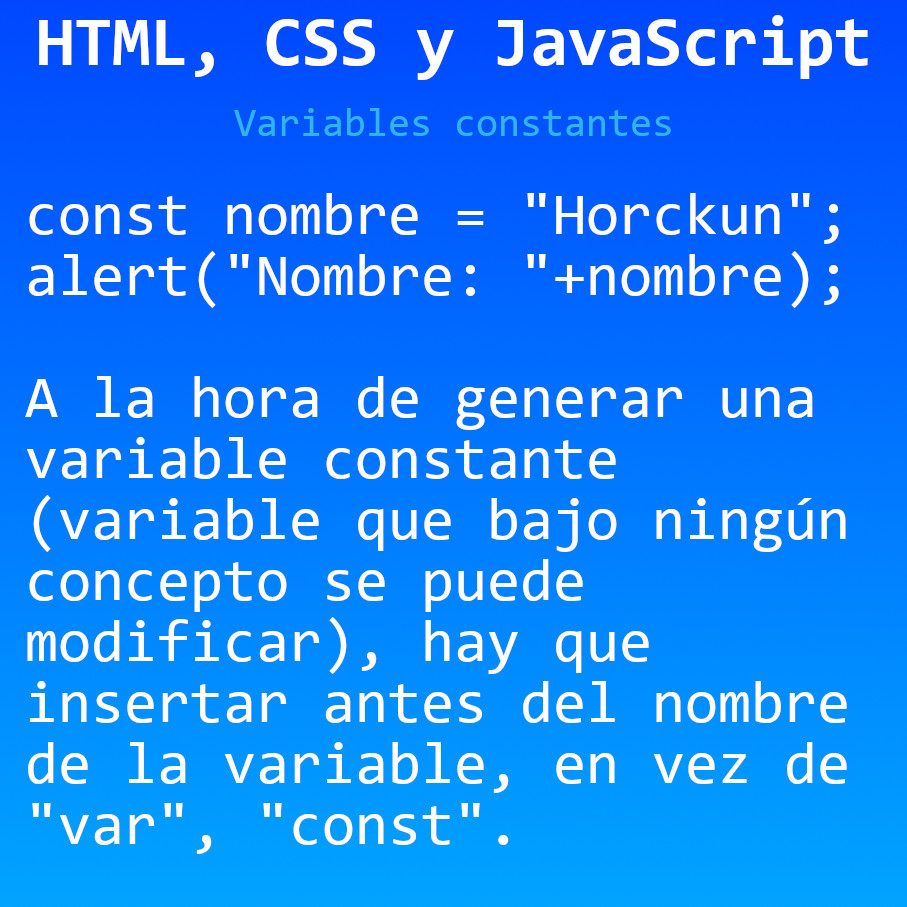 HTML, CSS y JavaScript
Variables constantes
const nombre = "Horckun";
alert("Nombre: "+nombre);
A la hora de generar una
variable constante
(variable que bajo ningún
concepto se puede
modificar), hay que
insertar antes del nombre
de la variable, en vez de
"var", "const".